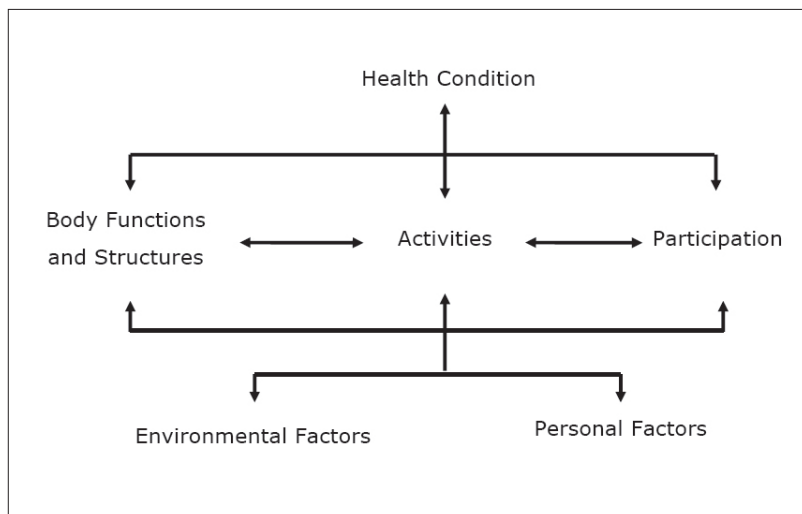 Health Condition
Body Functions
and Structures
Activities
Participation
Environmental Factors
Personal Factors